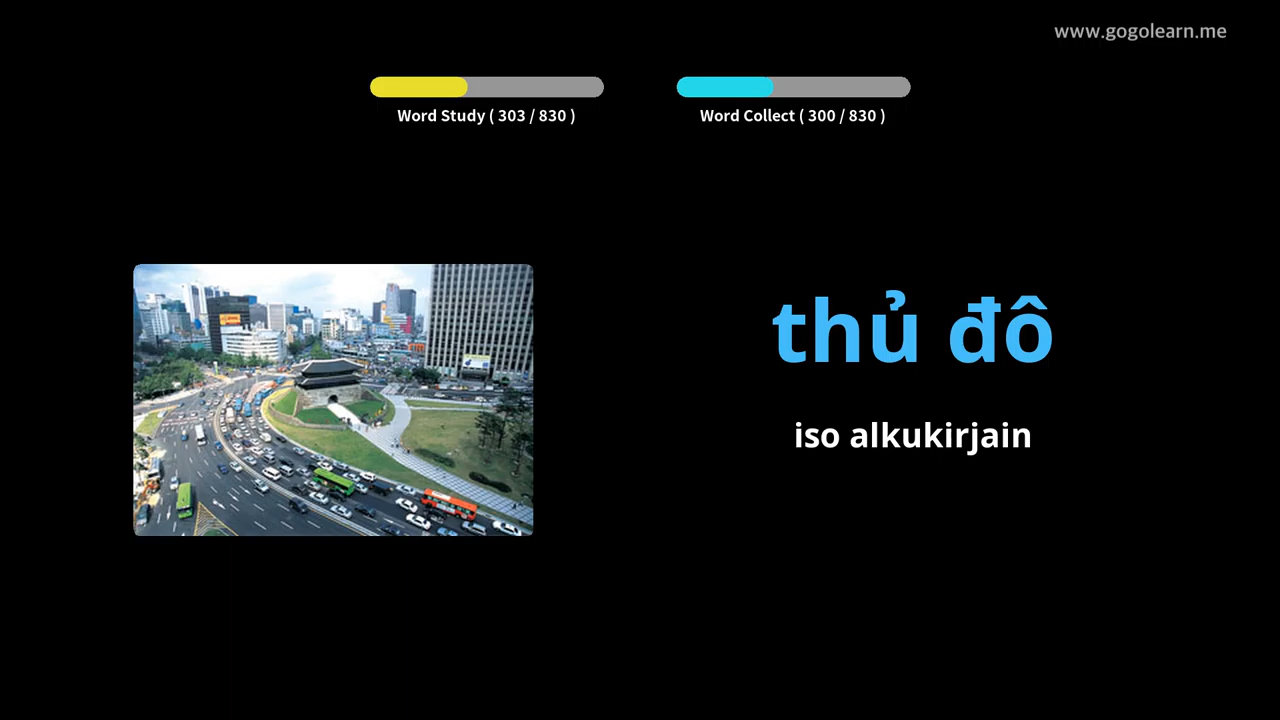 www.gogolearn.me
Word Study ( 303 / 830 )
Word Collect ( 300 / 830 )
thủ đô
iso alkukirjain